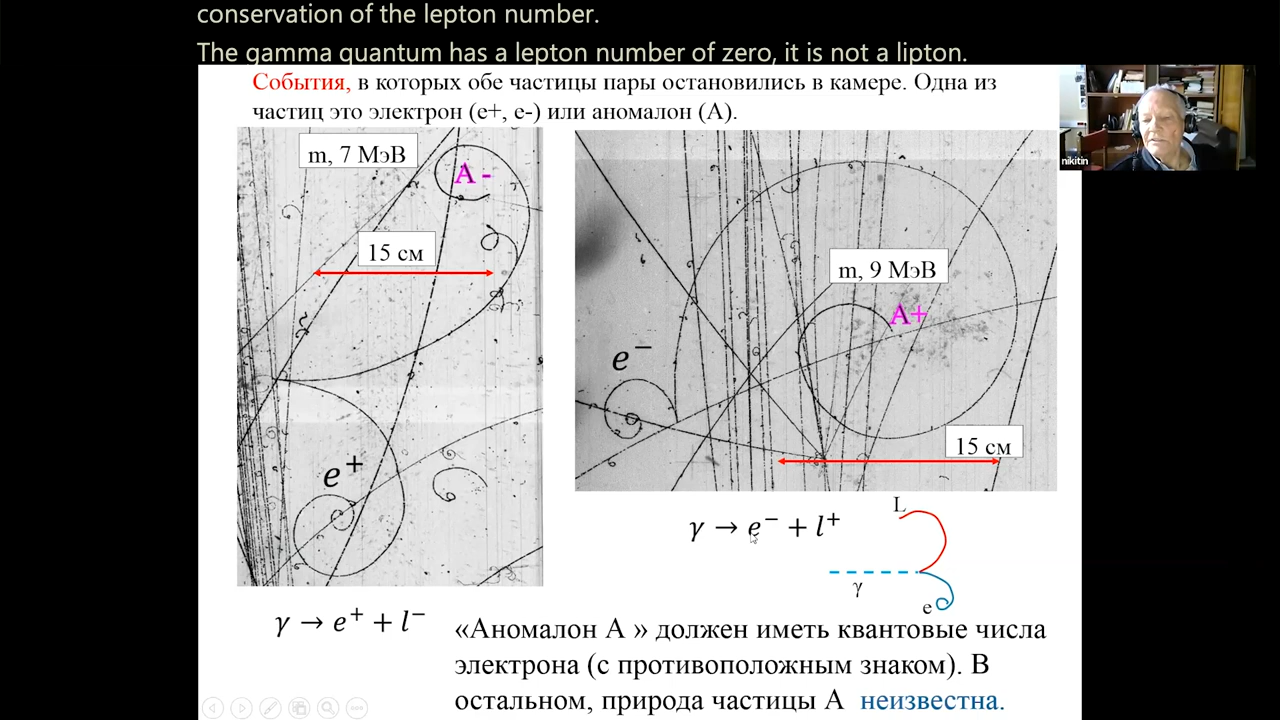 conservation of the lepton number.
The gamma quantum has a lepton number of zero, it is not a lipton.
События, в которых обе частицы пары остановились в камере. Одна из
частиц это электрон (e+, e-) или аномалон (А).
nikitin
m, 7 МэВ
A -
15 см
e⁺
m, 9 МэВ
A+
e⁻
15 см
γ → e⁻ + l⁺
L
γ
e
γ → e⁺ + l⁻
«Аномалон А » должен иметь квантовые числа
электрона (с противоположным знаком). В
остальном, природа частицы А неизвестна.